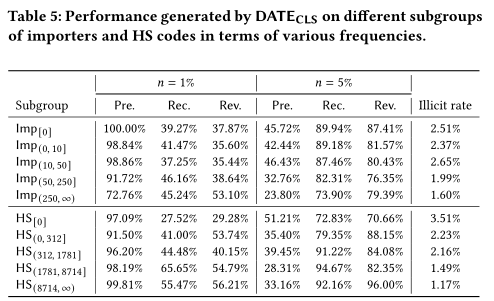 Table 5: Performance generated by DATECLS on different subgroups
of importers and HS codes in terms of various frequencies.
n = 1% n = 5%
Subgroup Pre. Rec. Rev. Pre. Rec. Rev. Illicit rate
Imp[0] 100.00% 39.27% 37.87% 45.72% 89.94% 87.41% 2.51%
Imp(0, 10] 98.84% 41.47% 35.60% 42.44% 89.18% 81.57% 2.37%
Imp(10, 50] 98.86% 37.25% 35.44% 46.43% 87.46% 80.43% 2.65%
Imp(50, 250] 91.72% 46.16% 38.64% 32.76% 82.31% 76.35% 1.99%
Imp(250, ∞) 72.76% 45.24% 53.10% 23.80% 73.90% 79.39% 1.60%
HS[0] 97.09% 27.52% 29.28% 51.21% 72.83% 70.66% 3.51%
HS(0, 312] 91.50% 41.00% 53.74% 35.40% 79.35% 88.15% 2.23%
HS(312, 1781] 96.20% 44.48% 40.15% 39.45% 91.22% 84.08% 2.16%
HS(1781, 8714] 98.19% 65.65% 54.79% 28.31% 94.67% 82.35% 1.49%
HS(8714, ∞) 99.81% 55.47% 56.21% 33.16% 92.16% 96.00% 1.17%